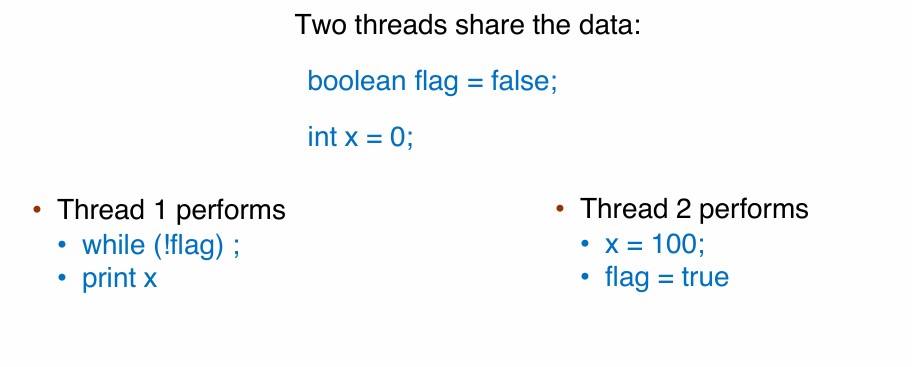 Two threads share the data:
boolean flag = false;
int x = 0;
• Thread 1 performs
• while (!flag) ;
• print x
• Thread 2 performs
• x = 100;
• flag = true